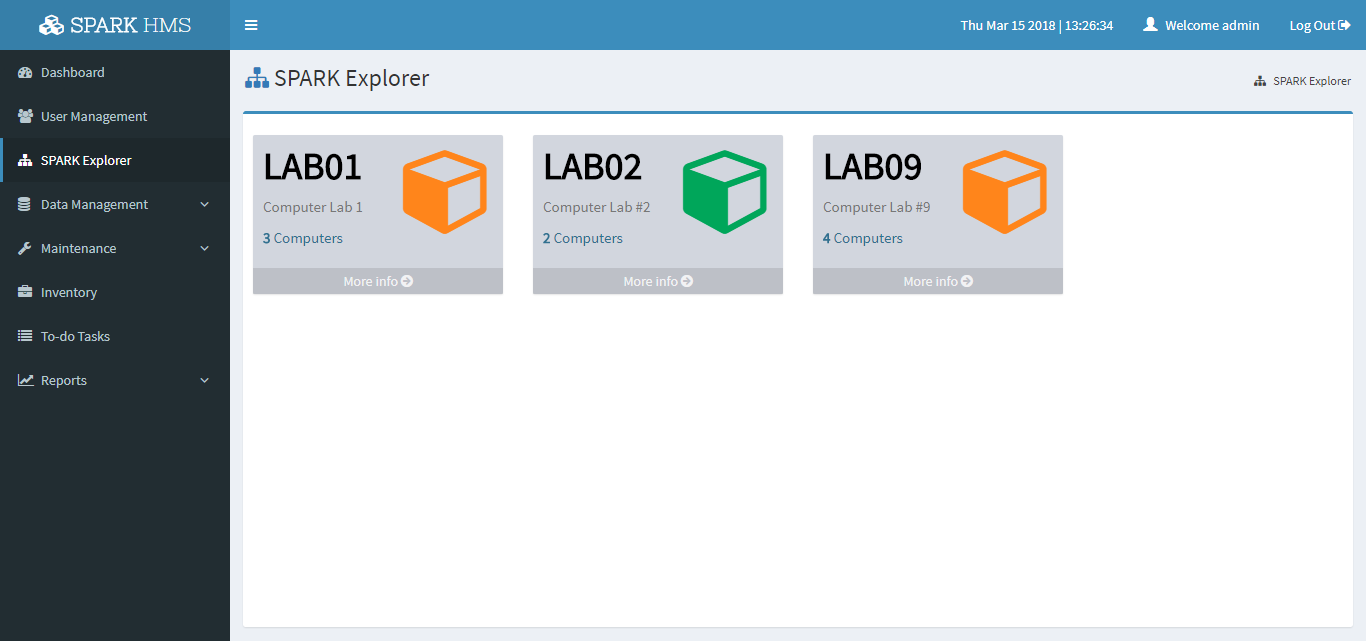 SPARK HMS
Thu Mar 15 2018 | 13:26:34
Welcome admin
Log Out
Dashboard
User Management
SPARK Explorer
Data Management
Maintenance
Inventory
To-do Tasks
Reports
SPARK Explorer
SPARK Explorer
LAB01
Computer Lab 1
3 Computers
More info
LAB02
Computer Lab #2
2 Computers
More info
LAB09
Computer Lab #9
4 Computers
More info